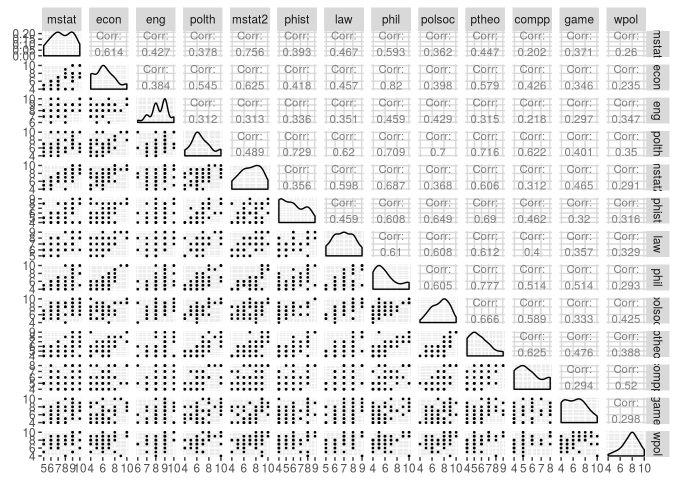 mstat econ eng polth mstat2 phist law phil polsoc ptheo compp game wpol
Corr: Corr: Corr: Corr: Corr: Corr: Corr: Corr: Corr: Corr: Corr: Corr:
0.614 0.427 0.378 0.756 0.393 0.467 0.593 0.362 0.447 0.202 0.371 0.26
mstat
Corr: Corr: Corr: Corr: Corr: Corr: Corr: Corr: Corr: Corr: Corr:
0.384 0.545 0.625 0.418 0.457 0.82 0.398 0.579 0.426 0.346 0.235
econ
Corr: Corr: Corr: Corr: Corr: Corr: Corr: Corr: Corr: Corr:
0.312 0.313 0.336 0.351 0.459 0.429 0.315 0.218 0.297 0.347
eng
Corr: Corr: Corr: Corr: Corr: Corr: Corr: Corr: Corr:
0.489 0.729 0.62 0.709 0.7 0.716 0.622 0.401 0.35
polth
Corr: Corr: Corr: Corr: Corr: Corr: Corr: Corr:
0.356 0.598 0.687 0.368 0.606 0.312 0.465 0.291
nstat2
Corr: Corr: Corr: Corr: Corr: Corr: Corr:
0.459 0.608 0.649 0.69 0.462 0.32 0.316
phist
Corr: Corr: Corr: Corr: Corr: Corr:
0.61 0.608 0.612 0.4 0.357 0.329
law
Corr: Corr: Corr: Corr: Corr:
0.605 0.777 0.514 0.514 0.293
phil
Corr: Corr: Corr: Corr:
0.666 0.589 0.333 0.425
olsoc
Corr: Corr: Corr:
0.625 0.476 0.388
ptheo
Corr: Corr:
0.294 0.52
omp
Corr:
0.298
game
wpol